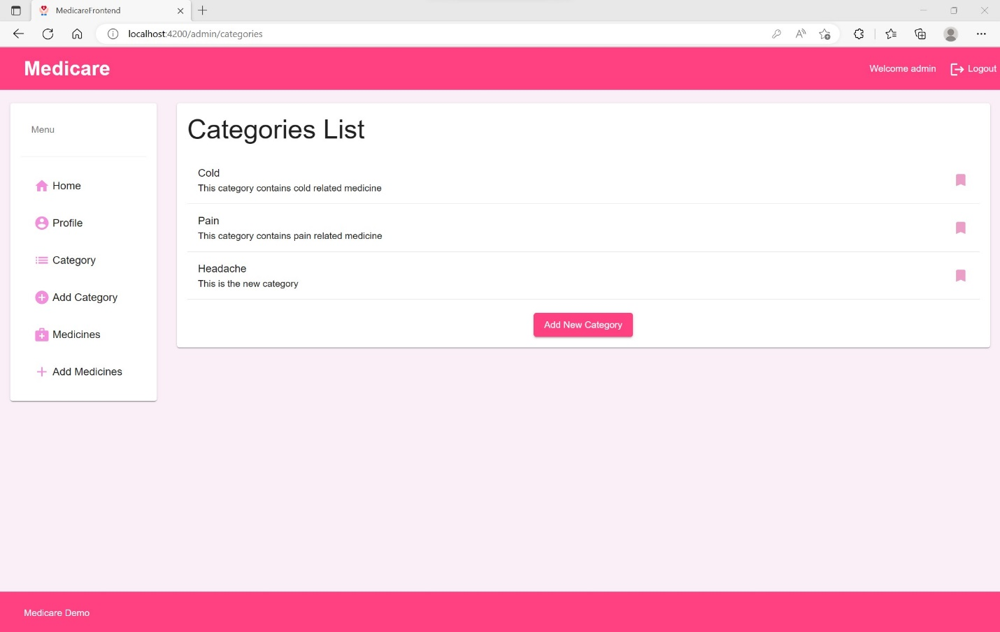 MedicareFrontend
localhost:4200/admin/categories
Medicare
Welcome admin
Logout
Menu
Home
Profile
Category
Add Category
Medicines
Add Medicines
Categories List
Cold
This category contains cold related medicine
Pain
This category contains pain related medicine
Headache
This is the new category
Add New Category
Medicare Demo